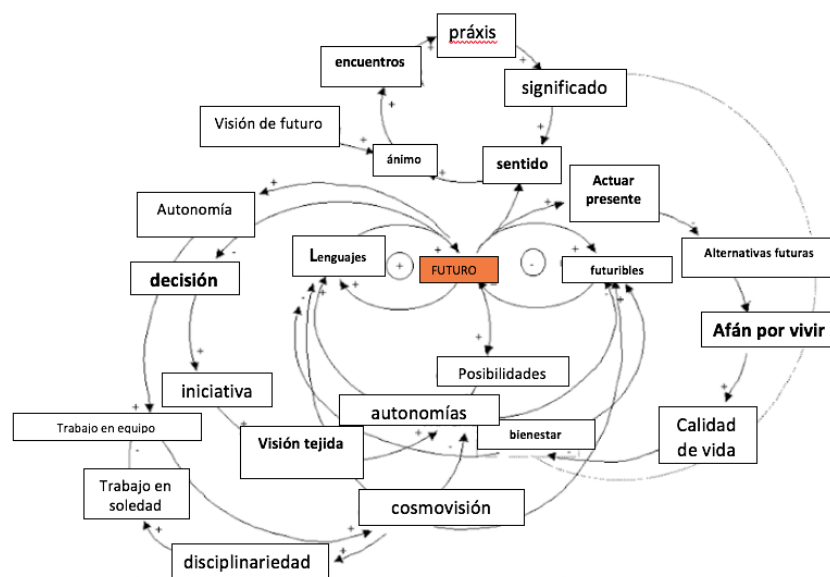 práxis
encuentros
significado
Visión de futuro
ánimo
sentido
Actuar
presente
Autonomía
Lenguajes
FUTURO
futuribles
Alternativas futuras
decisión
Afán por vivir
Posibilidades
iniciativa
autonomías
Trabajo en equipo
Visión tejida
bienestar
Calidad
de vida
Trabajo en
soledad
cosmovisión
disciplinariedad